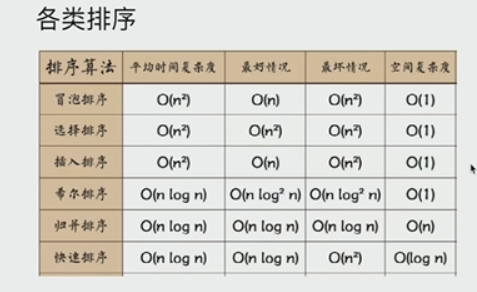 各类排序
排序算法 平均时间复杂度 最好情况 最坏情况 空间复杂度
冒泡排序 O(n²) O(n) O(n²) O(1)
选择排序 O(n²) O(n²) O(n²) O(1)
插入排序 O(n²) O(n) O(n²) O(1)
希尔排序 O(n log n) O(n log² n) O(n log² n) O(1)
归并排序 O(n log n) O(n log n) O(n log n) O(n)
快速排序 O(n log n) O(n log n) O(n²) O(log n)